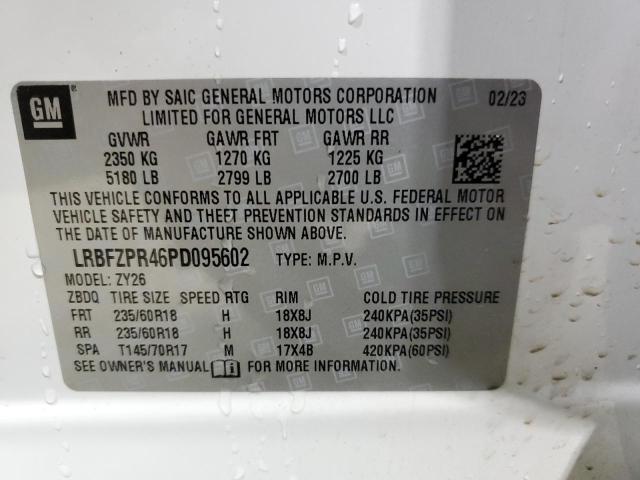 GM
MFD BY SAIC GENERAL MOTORS CORPORATION 02/23
LIMITED FOR GENERAL MOTORS LLC
GVWR GAWR FRT GAWR RR
2350 KG 1270 KG 1225 KG
5180 LB 2799 LB 2700 LB
THIS VEHICLE CONFORMS TO ALL APPLICABLE U.S. FEDERAL MOTOR
VEHICLE SAFETY AND THEFT PREVENTION STANDARDS IN EFFECT ON
THE DATE OF MANUFACTURE SHOWN ABOVE.
LRBFZPR46PD095602 TYPE: M.P.V.
MODEL: ZY26
ZBDQ TIRE SIZE SPEED RTG RIM COLD TIRE PRESSURE
FRT 235/60R18 H 18X8J 240KPA(35PSI)
RR 235/60R18 H 18X8J 240KPA(35PSI)
SPA T145/70R17 M 17X4B 420KPA(60PSI)
SEE OWNER'S MANUAL FOR MORE INFORMATION